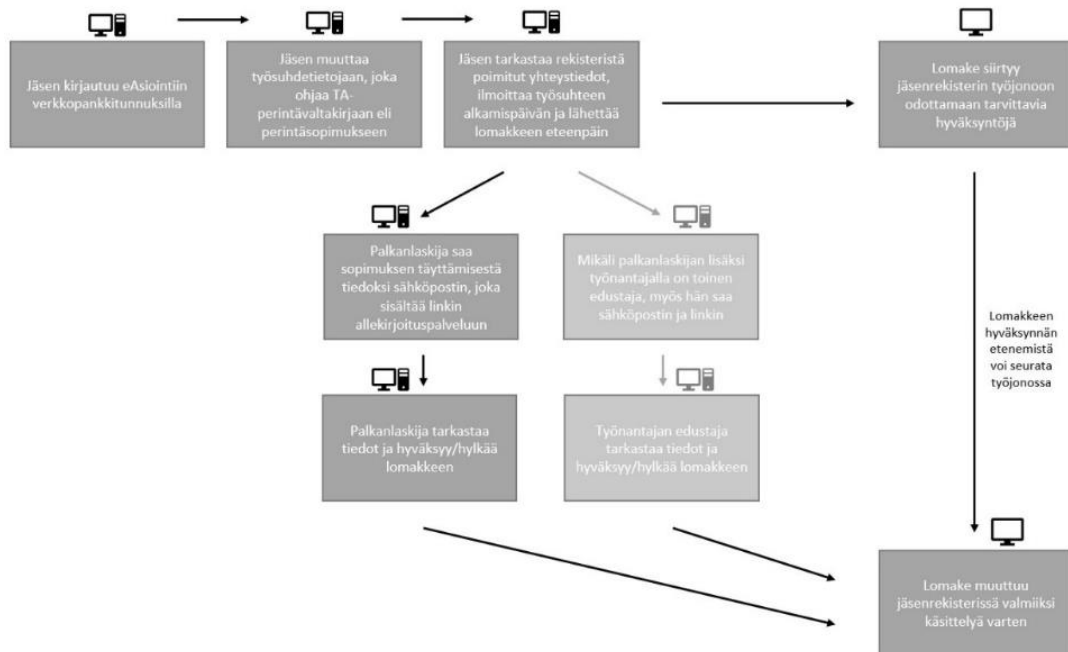 Jäsen kirjautuu eAsiointiin
verkkopankkitunnuksilla
Jäsen muuttaa
työsuhdetietojaan, joka
ohjaa TA-
perintävaltakirjaan eli
perintäsopimukseen
Jäsen tarkastaa rekisteristä
poimitut yhteystiedot,
ilmoittaa työsuhteen
alkamispäivän ja lähettää
lomakkeen eteenpäin
Lomake siirtyy
jäsenrekisterin työjonoon
odottamaan tarvittavia
hyväksyntöjä
Palkanlaskija saa
sopimuksen täyttämisestä
tiedoksi sähköpostin, joka
sisältää linkin
allekirjoituspalveluun
Mikäli palkanlaskijan lisäksi
työnantajalla on toinen
edustaja, myös hän saa
sähköpostin ja linkin
Lomakkeen
hyväksynnän
etenemistä
voi seurata
työjonossa
Palkanlaskija tarkastaa
tiedot ja hyväksyy/hylkää
lomakkeen
Työnantajan edustaja
tarkastaa tiedot ja
hyväksyy/hylkää lomakkeen
Lomake muuttuu
jäsenrekisterissä valmiiksi
käsittelyä varten